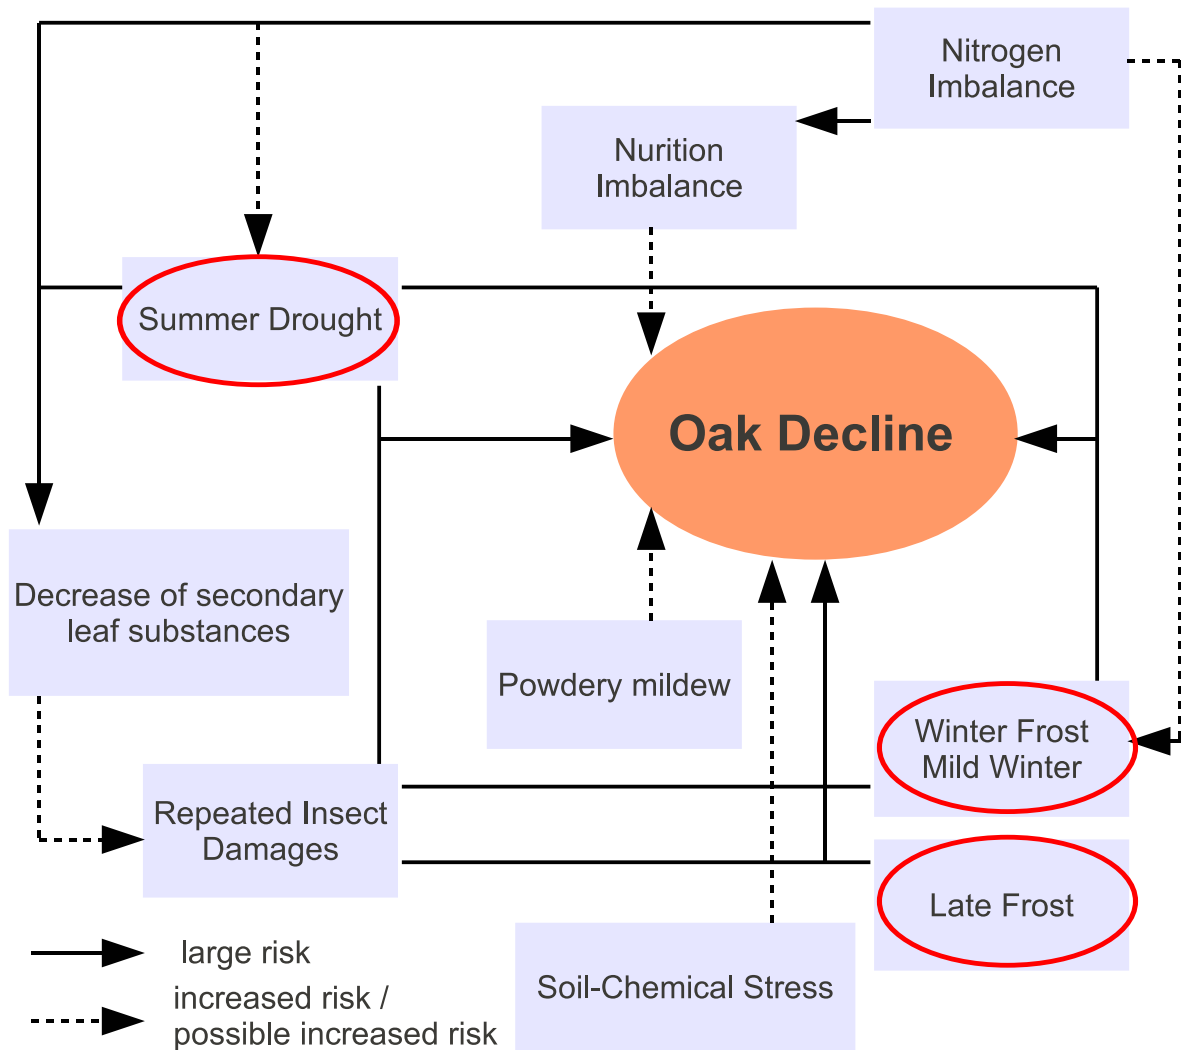 Nitrogen
Imbalance
Nurition
Imbalance
Summer Drought
Oak Decline
Decrease of secondary
leaf substances
Powdery mildew
Winter Frost
Mild Winter
Repeated Insect
Damages
Late Frost
large risk
Soil-Chemical Stress
increased risk /
possible increased risk